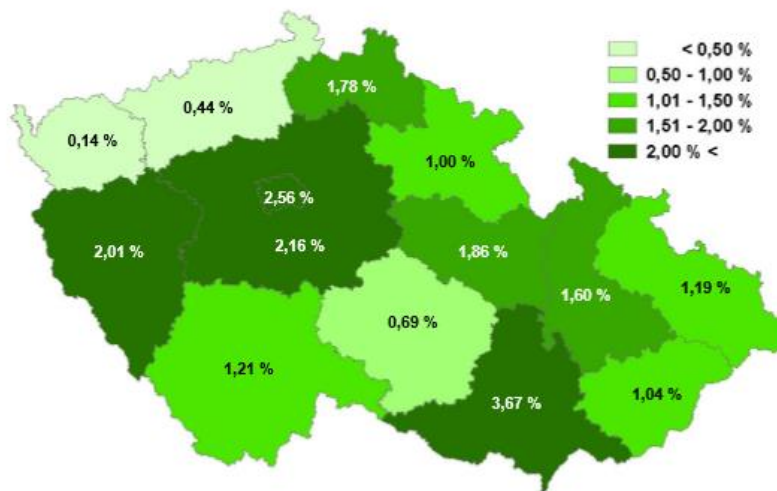 < 0,50 %
0,50 - 1,00 %
1,01 - 1,50 %
1,51 - 2,00 %
2,00 % <
1,78 %
0,44 %
0,14 %
1,00 %
2,56 %
2,01 %
2,16 %
1,86 %
1,60 %
1,19 %
0,69 %
1,21 %
1,04 %
3,67 %